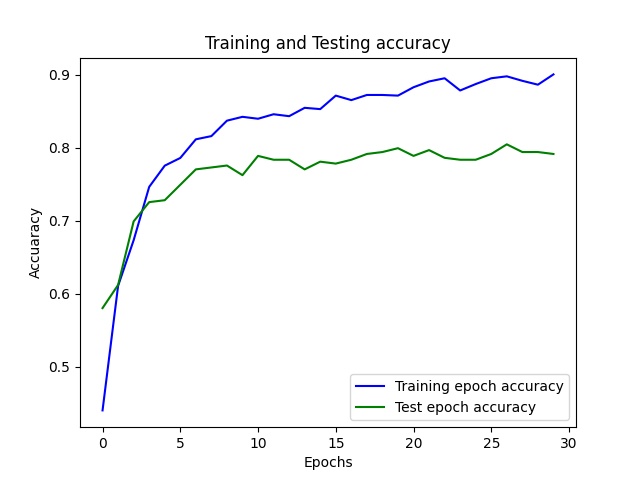 Training and Testing accuracy
0.9
0.8
0.7
0.6
0.5
Accuaracy
Training epoch accuracy
Test epoch accuracy
0 5 10 15 20 25 30
Epochs